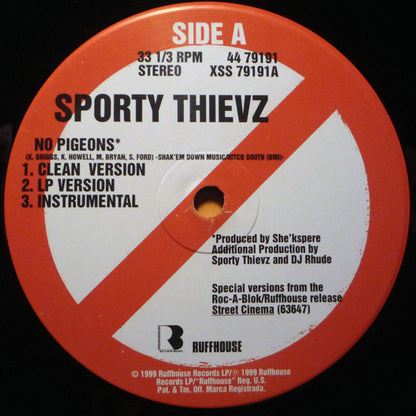 SIDE A
33 1/3 RPM 44 79191
STEREO XSS 79191A
SPORTY THIEVZ
NO PIGEONS*
(K. BRIGGS, K. HOWELL, M. BRYAN, S. FORD) -SHAK'EM DOWN MUSIC/HITCO SOUTH (BMI)-
1. CLEAN VERSION
2. LP VERSION
3. INSTRUMENTAL
*Produced by She'kspere
Additional Production by
Sporty Thievz and DJ Rhude
Special versions from the
Roc-A-Blok/Ruffhouse release
Street Cinema (63647)
R RUFFHOUSE
© 1999 Ruffhouse Records LP/℗ 1999 Ruffhouse
Records LP/"Ruffhouse" Reg. U.S.
Pat. & Tm. Off. Marca Registrada.